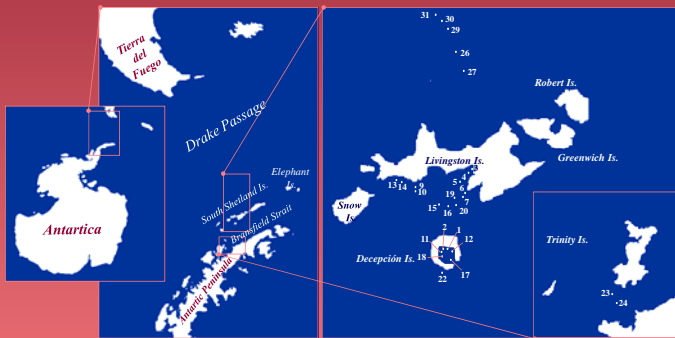 Tierra
del
Fuego
Drake Passage
Elephant
Is.
South Shetland Is.
Bransfield Strait
Antartic Peninsula
Antartica
31
30
29
26
27
Robert Is.
Greenwich Is.
Livingston Is.
3
4
5
6
7
13 14
9
10
19
15
16
20
Snow
Is.
2
1
11
12
Decepción Is.
18
17
22
Trinity Is.
23
24